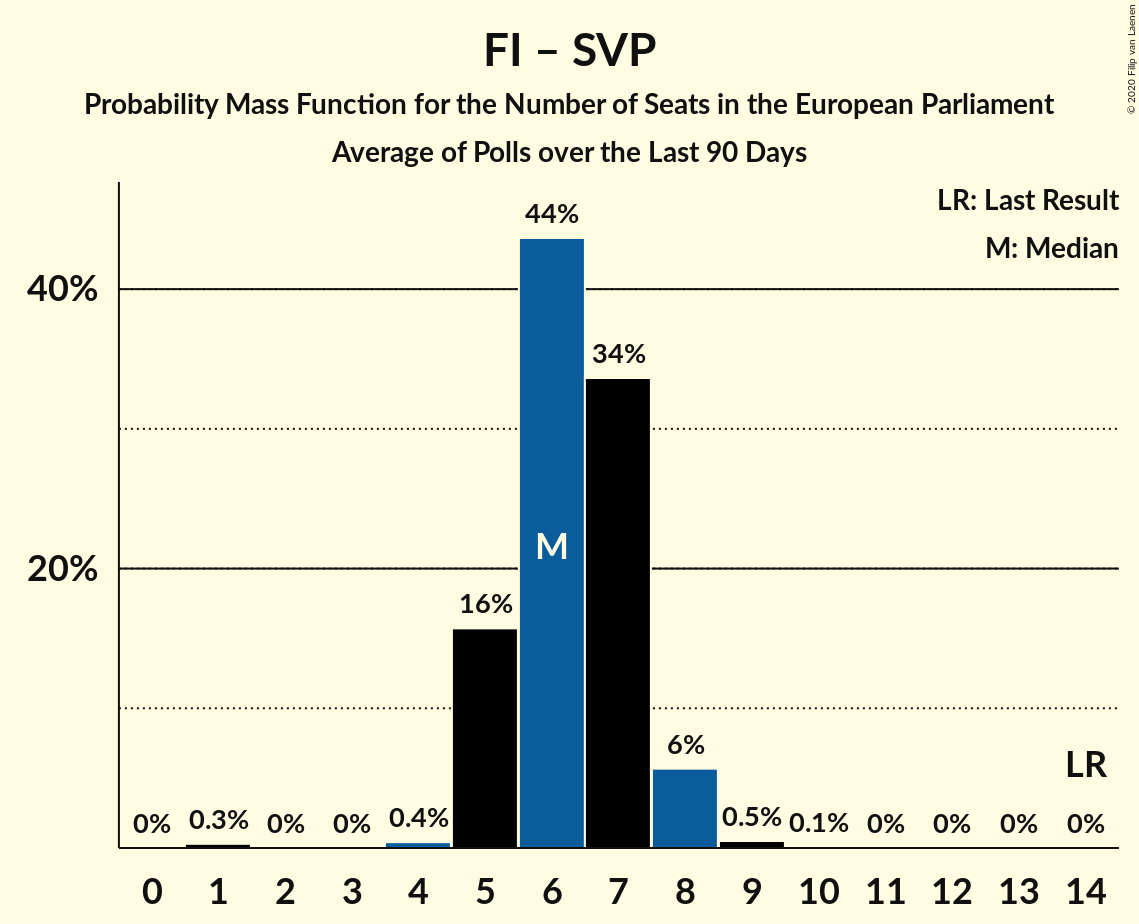 FI – SVP
Probability Mass Function for the Number of Seats in the European Parliament
Average of Polls over the Last 90 Days
© 2020 Filip van Laenen
LR: Last Result
M: Median
44%
40%
34%
M
20%
16%
6%
LR
0% 0.3% 0% 0% 0.4% 0.5% 0.1% 0% 0% 0% 0%
0 1 2 3 4 5 6 7 8 9 10 11 12 13 14